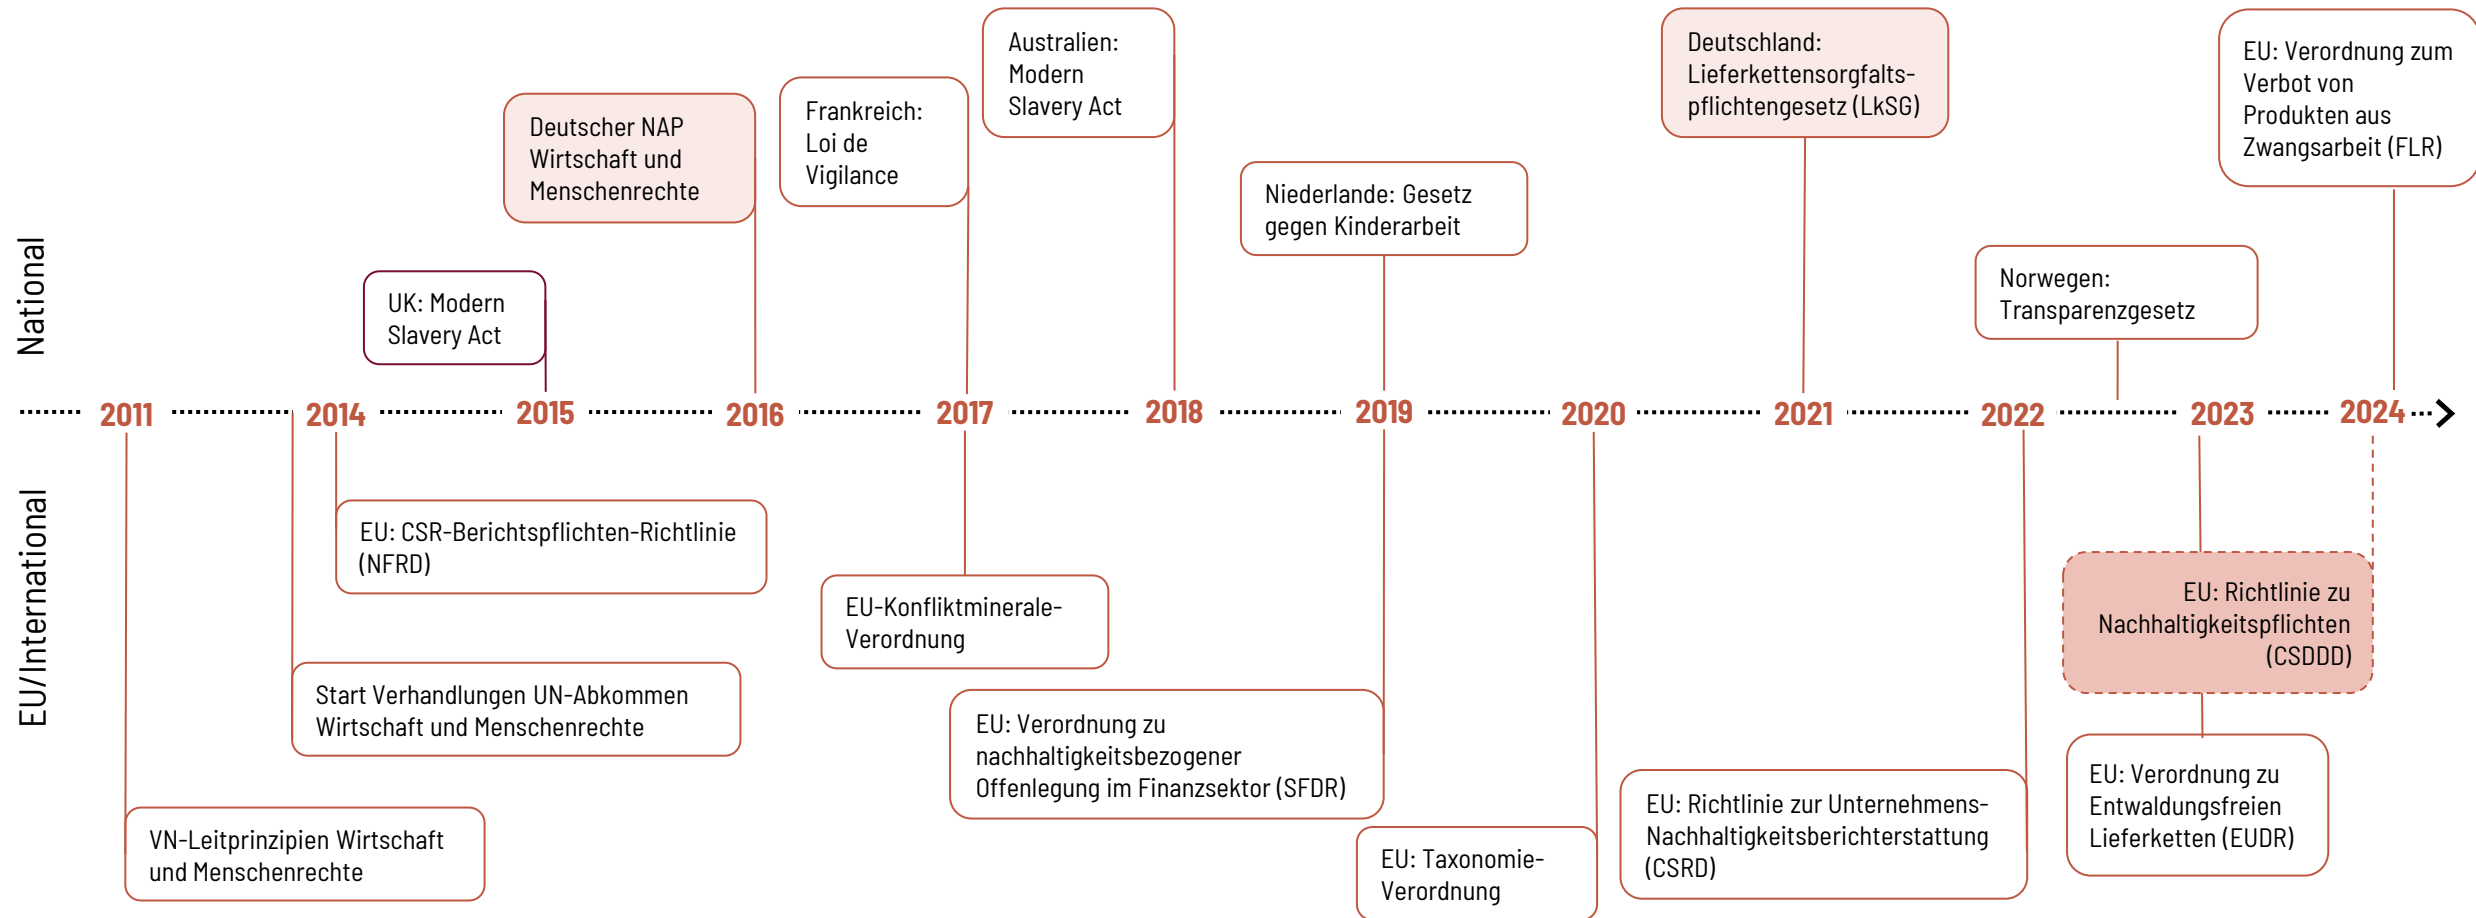 National
Deutscher NAP
Wirtschaft und
Menschenrechte
UK: Modern
Slavery Act
Frankreich:
Loi de
Vigilance
Australien:
Modern
Slavery Act
Niederlande: Gesetz
gegen Kinderarbeit
Deutschland:
Lieferkettensorgfalts-
pflichtengesetz (LkSG)
Norwegen:
Transparenzgesetz
EU: Verordnung zum
Verbot von
Produkten aus
Zwangsarbeit (FLR)
2011
2014
2015
2016
2017
2018
2019
2020
2021
2022
2023
2024
EU/International
VN-Leitprinzipien Wirtschaft
und Menschenrechte
Start Verhandlungen UN-Abkommen
Wirtschaft und Menschenrechte
EU: CSR-Berichtspflichten-Richtlinie
(NFRD)
EU-Konfliktminerale-
Verordnung
EU: Verordnung zu
nachhaltigkeitsbezogener
Offenlegung im Finanzsektor (SFDR)
EU: Taxonomie-
Verordnung
EU: Richtlinie zur Unternehmens-
Nachhaltigkeitsberichterstattung
(CSRD)
EU: Richtlinie zu
Nachhaltigkeitspflichten
(CSDDD)
EU: Verordnung zu
Entwaldungsfreien
Lieferketten (EUDR)